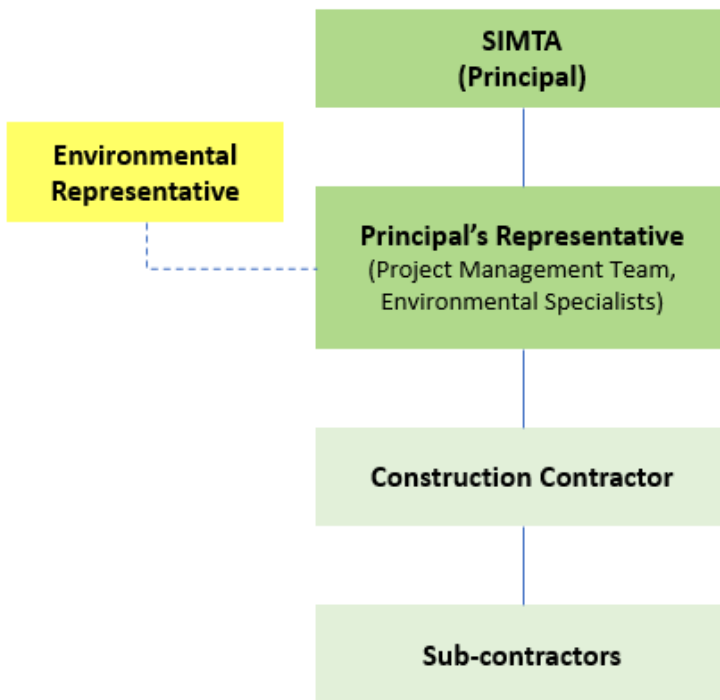 SIMTA
(Principal)
Environmental
Representative
Principal’s Representative
(Project Management Team,
Environmental Specialists)
Construction Contractor
Sub-contractors